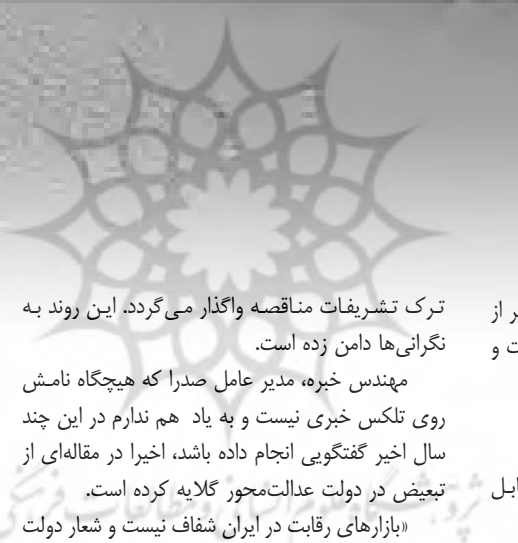 ترک تشریفات مناقصه واگذار می‌گردد. این روند به
نگرانی‌ها دامن زده است.
مهندس خبره، مدیر عامل صدرا که هیچگاه نامش
روی تلکس خبری نیست و به یاد هم ندارم در این چند
سال اخیر گفتگویی انجام داده باشد، اخیرا در مقاله‌ای از
تبعیض در دولت عدالت‌محور گلایه کرده است.
«بازارهای رقابت در ایران شفاف نیست و شعار دولت
ر از
ت و
ابل